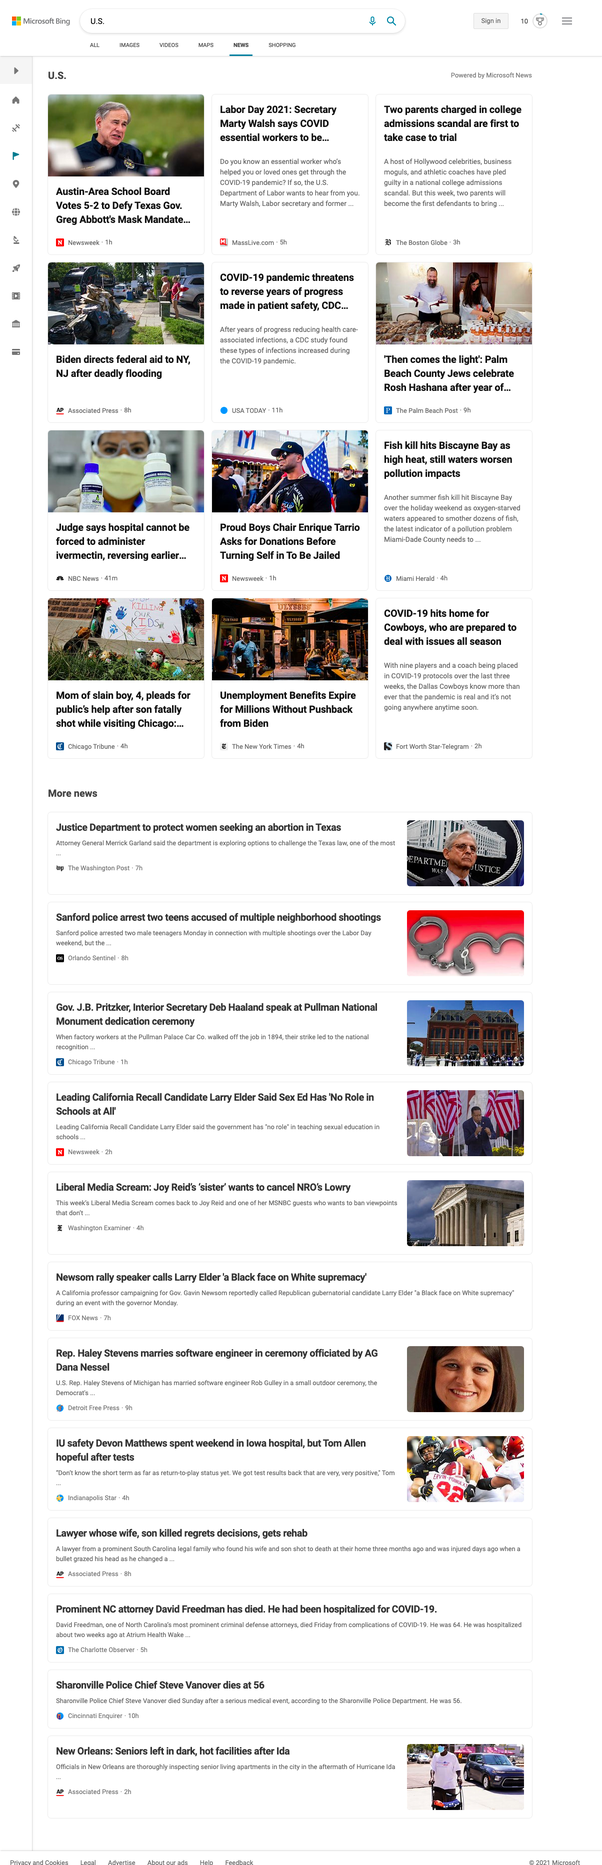 Microsoft Bing
U.S.
Sign in
10
ALL IMAGES VIDEOS MAPS NEWS SHOPPING
U.S.
Powered by Microsoft News
Austin-Area School Board
Votes 5-2 to Defy Texas Gov.
Greg Abbott's Mask Mandate...
Newsweek · 1h
Labor Day 2021: Secretary
Marty Walsh says COVID
essential workers to be...
Do you know an essential worker who's
helped you or loved ones get through the
COVID-19 pandemic? If so, the U.S.
Department of Labor wants to hear from you.
Marty Walsh, Labor secretary and former ...
MassLive.com · 5h
Two parents charged in college
admissions scandal are first to
take case to trial
A host of Hollywood celebrities, business
moguls, and athletic coaches have pled
guilty in a national college admissions
scandal. But this week, two parents will
become the first defendants to bring ...
The Boston Globe · 3h
Biden directs federal aid to NY,
NJ after deadly flooding
AP Associated Press · 8h
COVID-19 pandemic threatens
to reverse years of progress
made in patient safety, CDC...
After years of progress reducing health care-
associated infections, a CDC study found
these types of infections increased during
the COVID-19 pandemic.
USA TODAY · 11h
'Then comes the light': Palm
Beach County Jews celebrate
Rosh Hashana after year of...
The Palm Beach Post · 9h
Judge says hospital cannot be
forced to administer
ivermectin, reversing earlier...
NBC News · 41m
Proud Boys Chair Enrique Tarrio
Asks for Donations Before
Turning Self in To Be Jailed
Newsweek · 1h
Fish kill hits Biscayne Bay as
high heat, still waters worsen
pollution impacts
Another summer fish kill hit Biscayne Bay
over the holiday weekend as oxygen-starved
waters appeared to smother dozens of fish,
the latest indicator of a pollution problem
Miami-Dade County needs to ...
Miami Herald · 4h
KILLING
OUR
KIDS
Mom of slain boy, 4, pleads for
public's help after son fatally
shot while visiting Chicago:...
Chicago Tribune · 4h
Unemployment Benefits Expire
for Millions Without Pushback
from Biden
The New York Times · 4h
COVID-19 hits home for
Cowboys, who are prepared to
deal with issues all season
With nine players and a coach being placed
in COVID-19 protocols over the last three
weeks, the Dallas Cowboys know more than
ever that the pandemic is real and it's not
going anywhere anytime soon.
Fort Worth Star-Telegram · 2h
More news
Justice Department to protect women seeking an abortion in Texas
Attorney General Merrick Garland said the department is exploring options to challenge the Texas law, one of the most
...
wp The Washington Post · 7h
Sanford police arrest two teens accused of multiple neighborhood shootings
Sanford police arrested two male teenagers Monday in connection with multiple shootings over the Labor Day
weekend, but the ...
OS Orlando Sentinel · 8h
Gov. J.B. Pritzker, Interior Secretary Deb Haaland speak at Pullman National
Monument dedication ceremony
When factory workers at the Pullman Palace Car Co. walked off the job in 1894, their strike led to the national
recognition ...
Chicago Tribune · 1h
Leading California Recall Candidate Larry Elder Said Sex Ed Has 'No Role in
Schools at All'
Leading California Recall Candidate Larry Elder said the government has "no role" in teaching sexual education in
schools ...
Newsweek · 2h
Liberal Media Scream: Joy Reid's 'sister' wants to cancel NRO's Lowry
This week's Liberal Media Scream comes back to Joy Reid and one of her MSNBC guests who wants to ban viewpoints
that don't ...
Washington Examiner · 4h
Newsom rally speaker calls Larry Elder 'a Black face on White supremacy'
A California professor campaigning for Gov. Gavin Newsom reportedly called Republican gubernatorial candidate Larry Elder "a Black face on White supremacy"
during an event with the governor Monday.
FOX News · 7h
Rep. Haley Stevens marries software engineer in ceremony officiated by AG
Dana Nessel
U.S. Rep. Haley Stevens of Michigan has married software engineer Rob Gulley in a small outdoor ceremony, the
Democrat's ...
Detroit Free Press · 9h
IU safety Devon Matthews spent weekend in Iowa hospital, but Tom Allen
hopeful after tests
"Don't know the short term as far as return-to-play status yet. We got test results back that are very, very positive," Tom
...
Indianapolis Star · 4h
Lawyer whose wife, son killed regrets decisions, gets rehab
A lawyer from a prominent South Carolina legal family who found his wife and son shot to death at their home three months ago and was injured days ago when a
bullet grazed his head as he changed a ...
AP Associated Press · 8h
Prominent NC attorney David Freedman has died. He had been hospitalized for COVID-19.
David Freedman, one of North Carolina's most prominent criminal defense attorneys, died Friday from complications of COVID-19. He was 64. He was hospitalized
about two weeks ago at Atrium Health Wake ...
The Charlotte Observer · 5h
Sharonville Police Chief Steve Vanover dies at 56
Sharonville Police Chief Steve Vanover died Sunday after a serious medical event, according to the Sharonville Police Department. He was 56.
Cincinnati Enquirer · 10h
New Orleans: Seniors left in dark, hot facilities after Ida
Officials in New Orleans are thoroughly inspecting senior living apartments in the city in the aftermath of Hurricane Ida
...
AP Associated Press · 2h
Privacy and Cookies Legal Advertise About our ads Help Feedback
© 2021 Microsoft